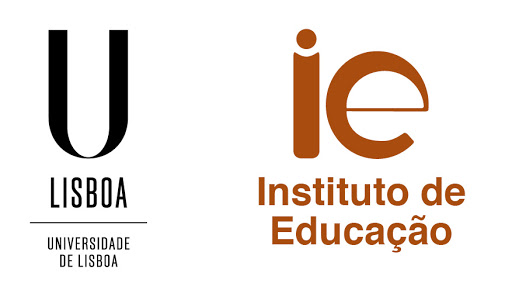 U
LISBOA
UNIVERSIDADE
DE LISBOA
ie
Instituto de
Educação